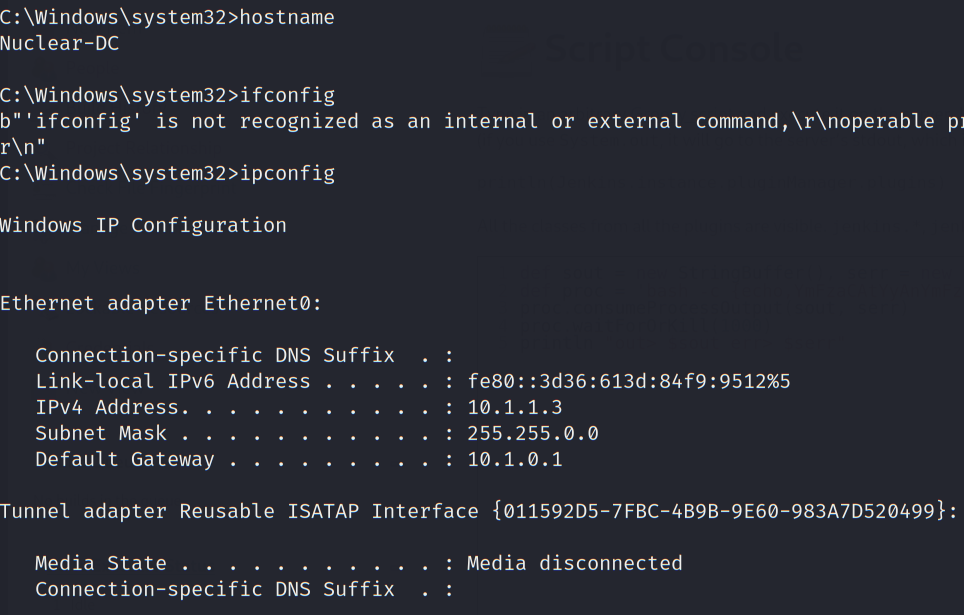 C:\Windows\system32>hostname
Nuclear-DC
Script Console
C:\Windows\system32>ifconfig
b"'ifconfig' is not recognized as an internal or external command,\r\noperable pr
r\n"
C:\Windows\system32>ipconfig
Windows IP Configuration
Ethernet adapter Ethernet0:
Connection-specific DNS Suffix . :
Link-local IPv6 Address . . . . . : fe80::3d36:613d:84f9:9512%5
IPv4 Address. . . . . . . . . . . : 10.1.1.3
Subnet Mask . . . . . . . . . . . : 255.255.0.0
Default Gateway . . . . . . . . . : 10.1.0.1
Tunnel adapter Reusable ISATAP Interface {011592D5-7FBC-4B9B-9E60-983A7D520499}:
Media State . . . . . . . . . . . : Media disconnected
Connection-specific DNS Suffix . :